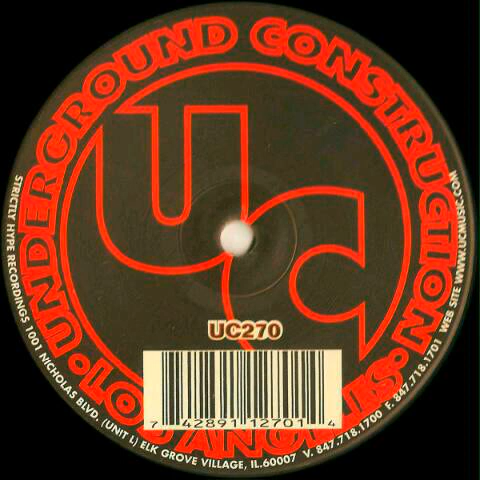 UNDERGROUND CONSTRUCTION
• LOS ANGELES •
UC
UC270
7 42891 12701 4
STRICTLY HYPE RECORDINGS 1001 NICHOLAS BLVD. (UNIT L) ELK GROVE VILLAGE, IL.60007 V. 847.718.1700 F. 847.718.1701 WEB SITE WWW.UCMUSIC.COM